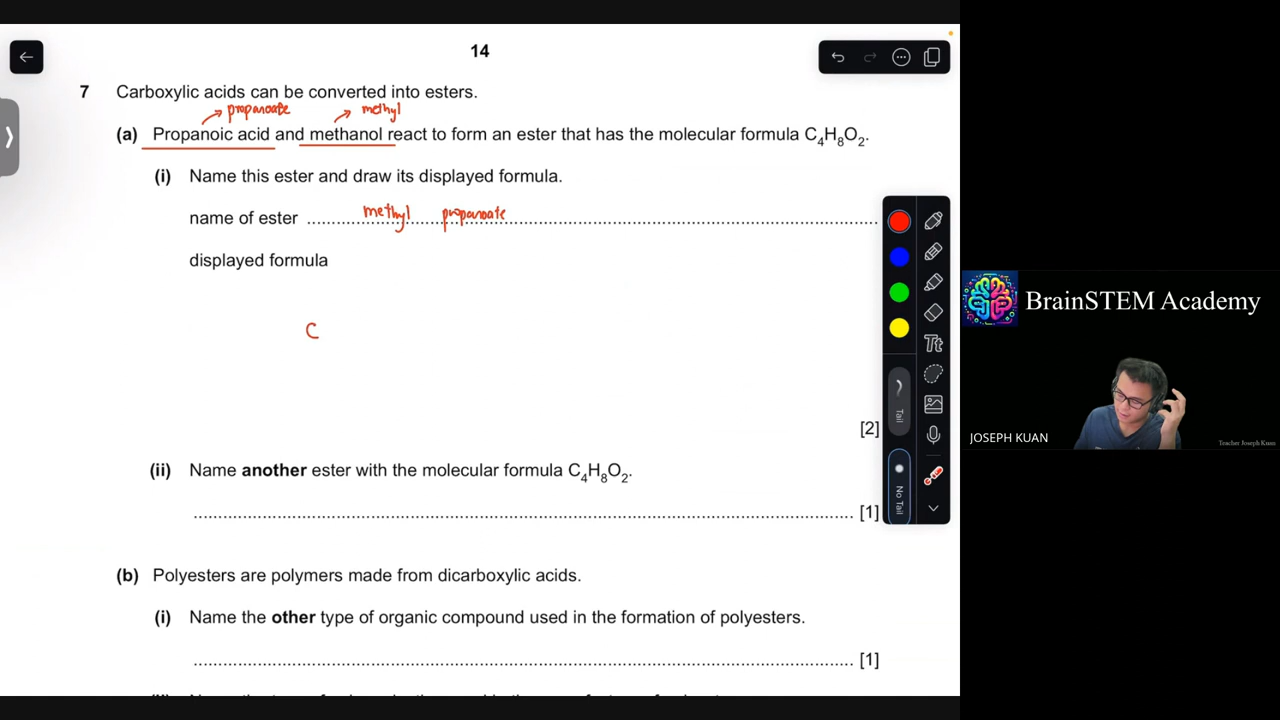 14
7 Carboxylic acids can be converted into esters.
propanoate methyl
(a) Propanoic acid and methanol react to form an ester that has the molecular formula C4H8O2.
(i) Name this ester and draw its displayed formula.
name of ester methyl propanoate
displayed formula
C
[2]
(ii) Name another ester with the molecular formula C4H8O2.
[1]
(b) Polyesters are polymers made from dicarboxylic acids.
(i) Name the other type of organic compound used in the formation of polyesters.
[1]
Tt
Tail
No Tail
BrainSTEM Academy
JOSEPH KUAN
Teacher Joseph Kuan